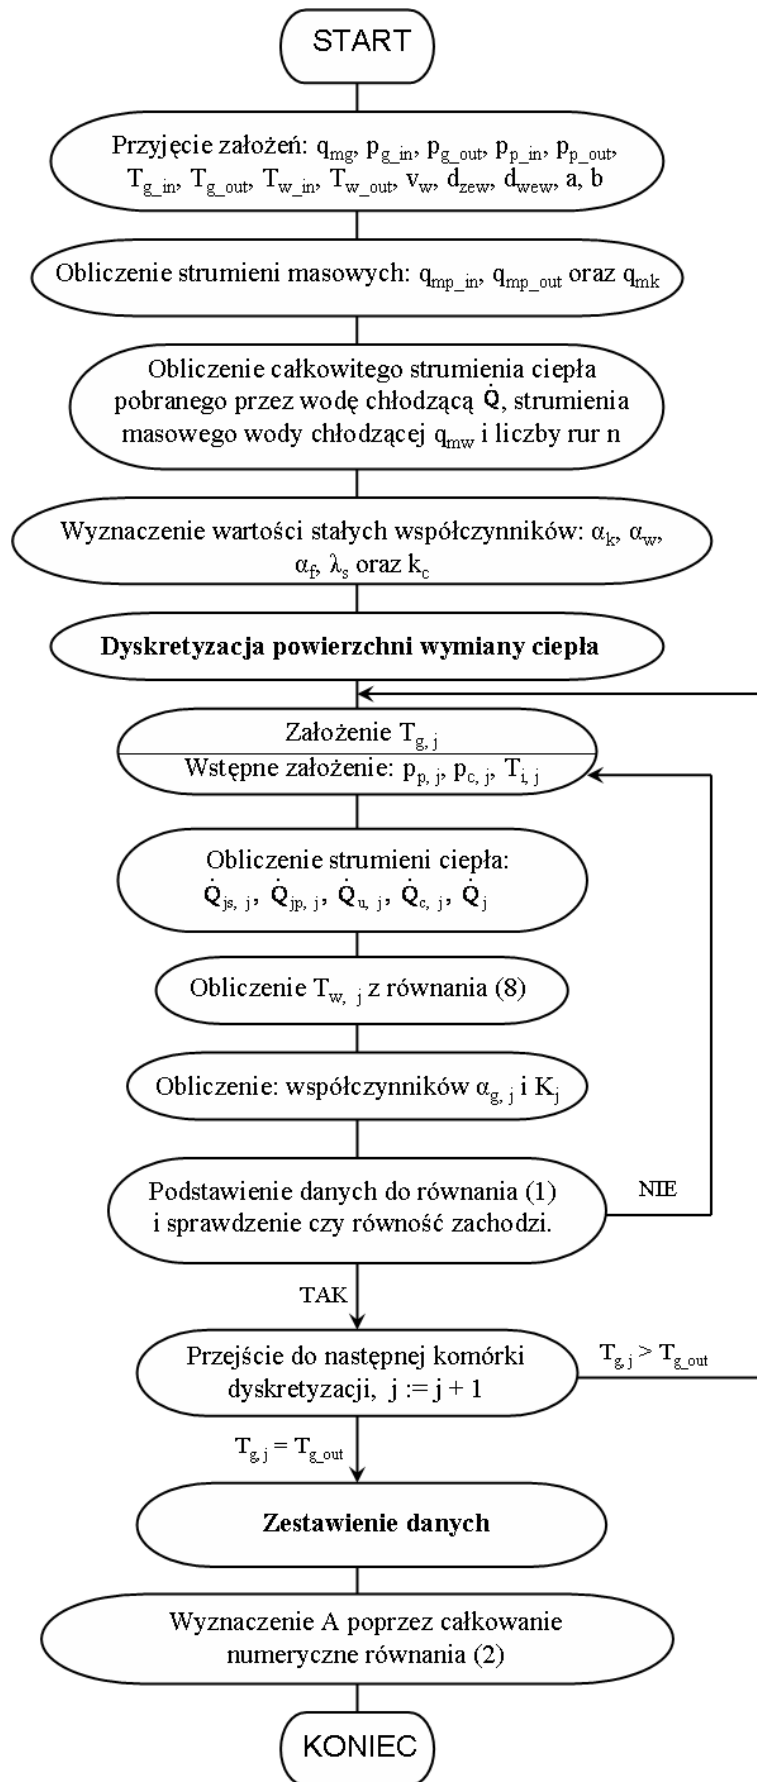 START
Przyjęcie założeń: q_mg, p_g_in, p_g_out, p_p_in, p_p_out,
T_g_in, T_g_out, T_w_in, T_w_out, v_w, d_zew, d_wew, a, b
Obliczenie strumieni masowych: q_mp_in, q_mp_out oraz q_mk
Obliczenie całkowitego strumienia ciepła
pobranego przez wodę chłodzącą Q̇, strumienia
masowego wody chłodzącej q_mw i liczby rur n
Wyznaczenie wartości stałych współczynników: α_k, α_w,
α_f, λ_s oraz k_c
Dyskretyzacja powierzchni wymiany ciepła
Założenie T_g, j
Wstępne założenie: p_p, j, p_c, j, T_i, j
Obliczenie strumieni ciepła:
Q̇_js, j, Q̇_jp, j, Q̇_u, j, Q̇_c, j, Q̇_j
Obliczenie T_w, j z równania (8)
Obliczenie: współczynników α_g, j i K_j
Podstawienie danych do równania (1)
i sprawdzenie czy równość zachodzi.
NIE
TAK
Przejście do następnej komórki
dyskretyzacji, j := j + 1
T_g,j > T_g_out
T_g,j = T_g_out
Zestawienie danych
Wyznaczenie A poprzez całkowanie
numeryczne równania (2)
KONIEC